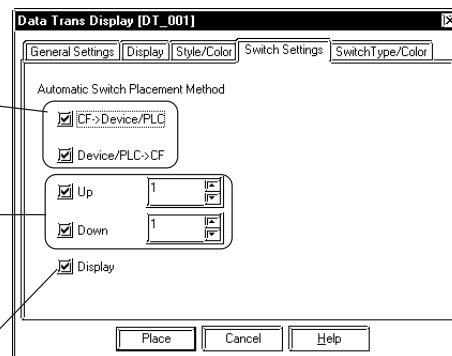 Data Trans Display [DT_001]
General Settings Display Style/Color Switch Settings SwitchType/Color
Automatic Switch Placement Method
CF->Device/PLC
Device/PLC->CF
Up 1
Down 1
Display
Place Cancel Help